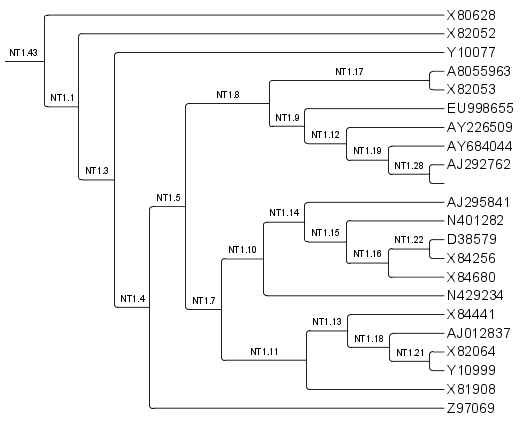 X80628
X82052
NT1.43
Y10077
A8055963
NT1.17
X82053
NT1.1
NT1.8
EU998655
NT1.9
AY226509
NT1.12
AY684044
NT1.19
AJ292762
NT1.28
NT1.3
NT1.5
AJ295841
NT1.14
N401282
NT1.15
D38579
NT1.22
NT1.10
X84256
NT1.16
X84680
N429234
NT1.4
NT1.7
X84441
NT1.13
AJ012837
NT1.18
X82064
NT1.11
NT1.21
Y10999
X81908
Z97069